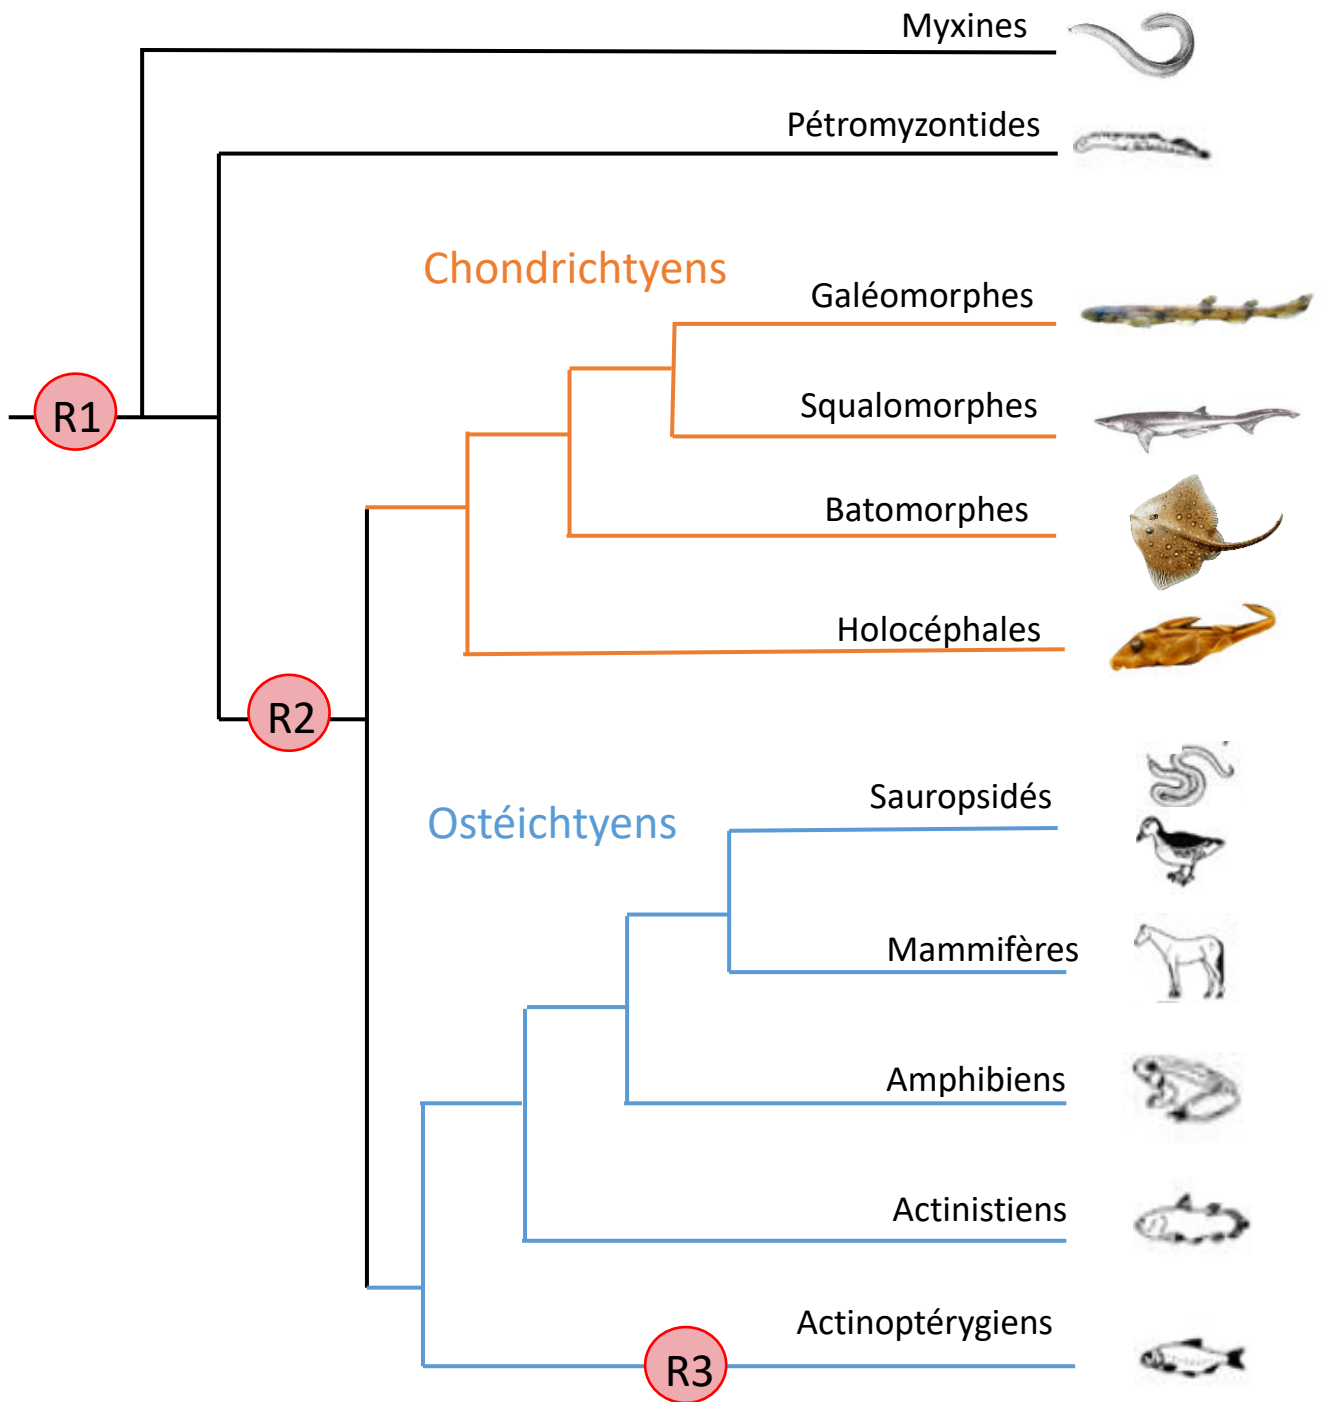 Myxines
Pétromyzontides
Chondrichtyens
Galéomorphes
Squalomorphes
R1
Batomorphes
Holocéphales
R2
Sauropsidés
Ostéichtyens
Mammifères
Amphibiens
Actinistiens
Actinoptérygiens
R3